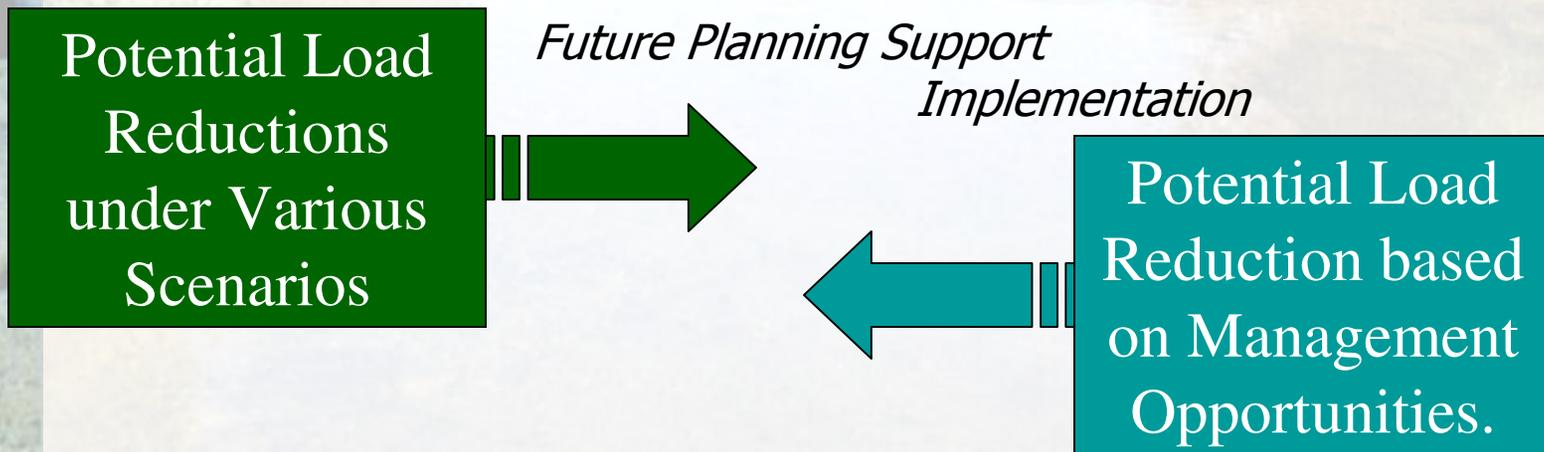 Potential Load
Reductions
under Various
Scenarios
Future Planning Support
Implementation
Potential Load
Reduction based
on Management
Opportunities.